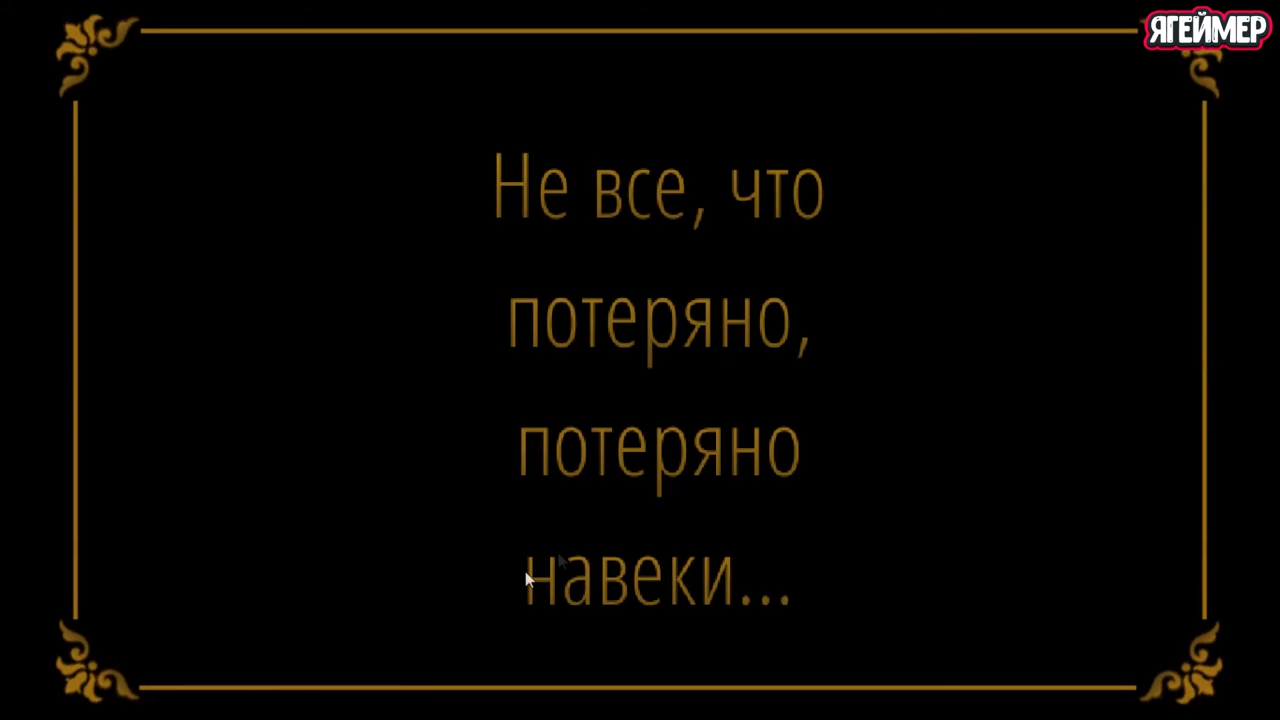 ЯГЕЙМЕР
Не все, что
потеряно,
потеряно
навеки...